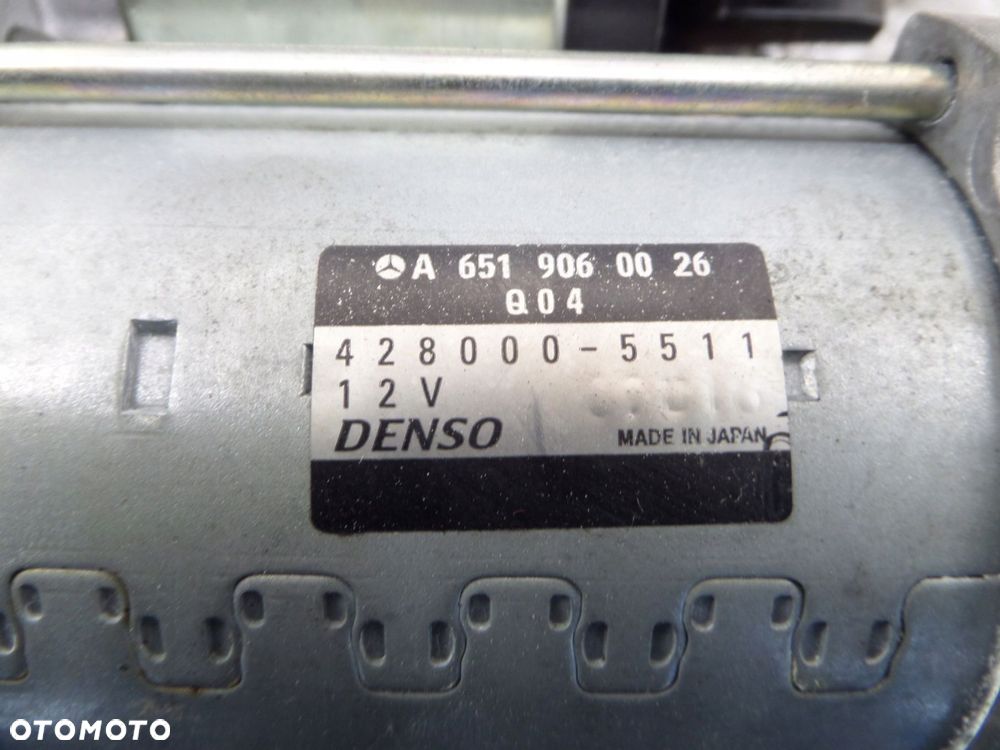 A 651 906 00 26
Q04
428000-5511
12V
DENSO
MADE IN JAPAN
OTOMOTO